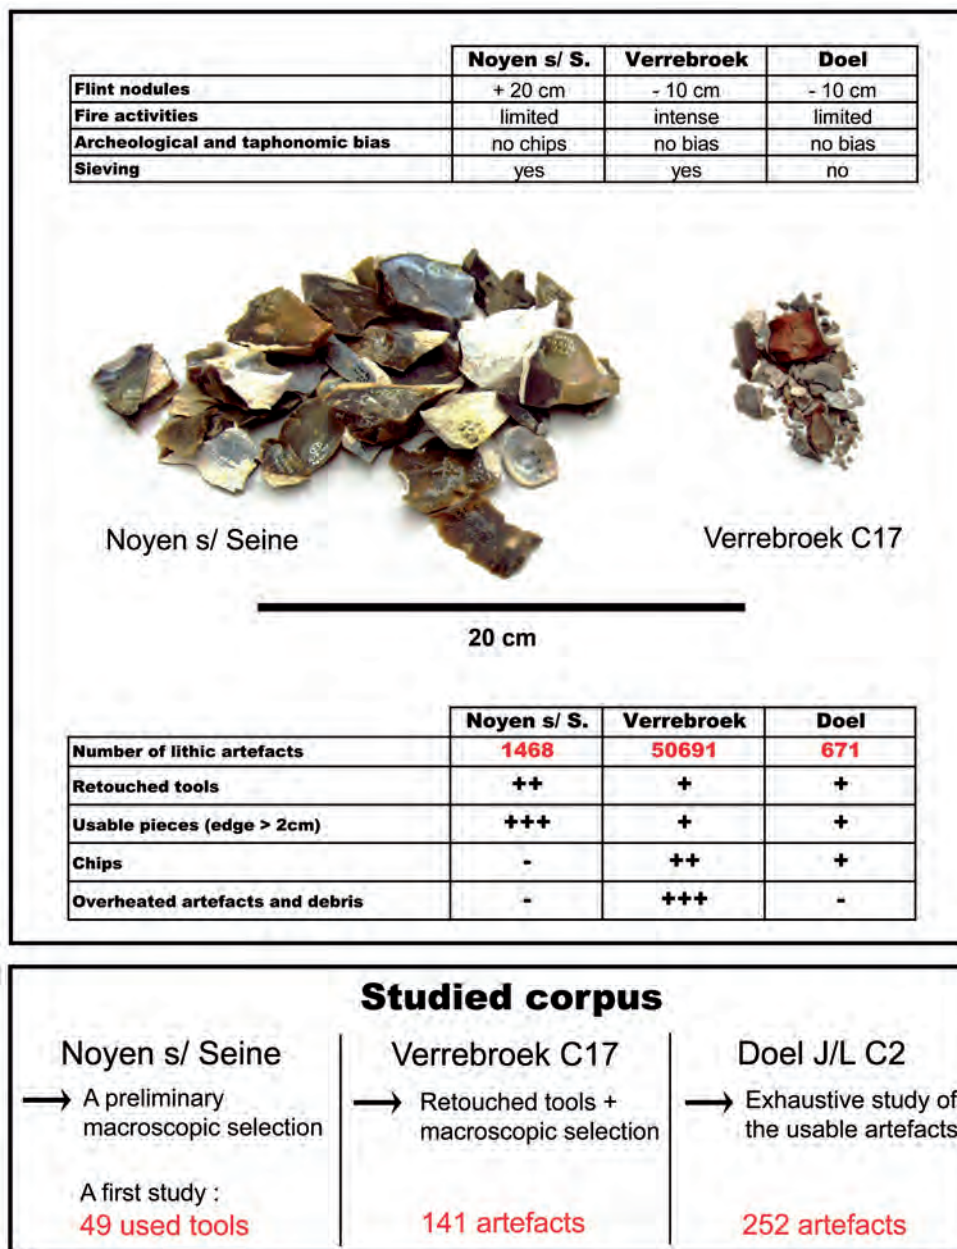 Noyen s/ S. Verrebroek Doel
Flint nodules + 20 cm - 10 cm - 10 cm
Fire activities limited intense limited
Archeological and taphonomic bias no chips no bias no bias
Sieving yes yes no
Noyen s/ Seine Verrebroek C17
20 cm
Noyen s/ S. Verrebroek Doel
Number of lithic artefacts 1468 50691 671
Retouched tools ++ + +
Usable pieces (edge > 2cm) +++ + +
Chips - ++ +
Overheated artefacts and debris - +++ -
Studied corpus
Noyen s/ Seine Verrebroek C17 Doel J/L C2
→ A preliminary → Retouched tools + → Exhaustive study of
macroscopic selection macroscopic selection the usable artefacts
A first study :
49 used tools 141 artefacts 252 artefacts